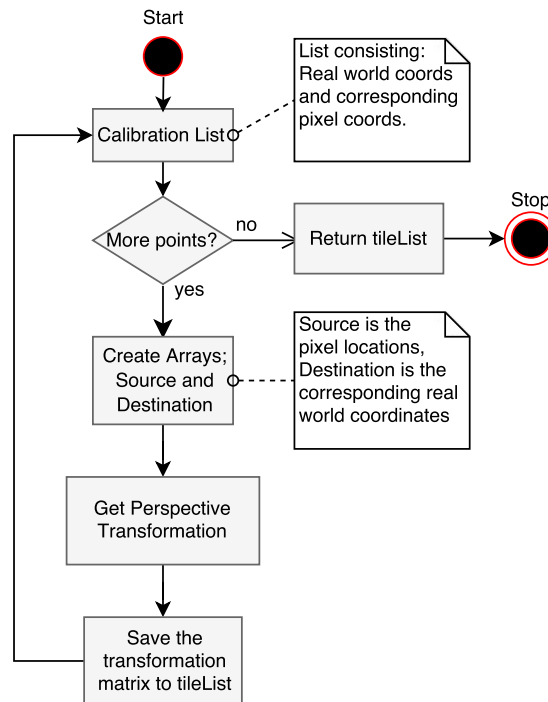 Start
List consisting:
Real world coords
and corresponding
pixel coords.
Calibration List
Stop
More points?
no
Return tileList
yes
Create Arrays;
Source and
Destination
Source is the
pixel locations,
Destination is the
corresponding real
world coordinates
Get Perspective
Transformation
Save the
transformation
matrix to tileList